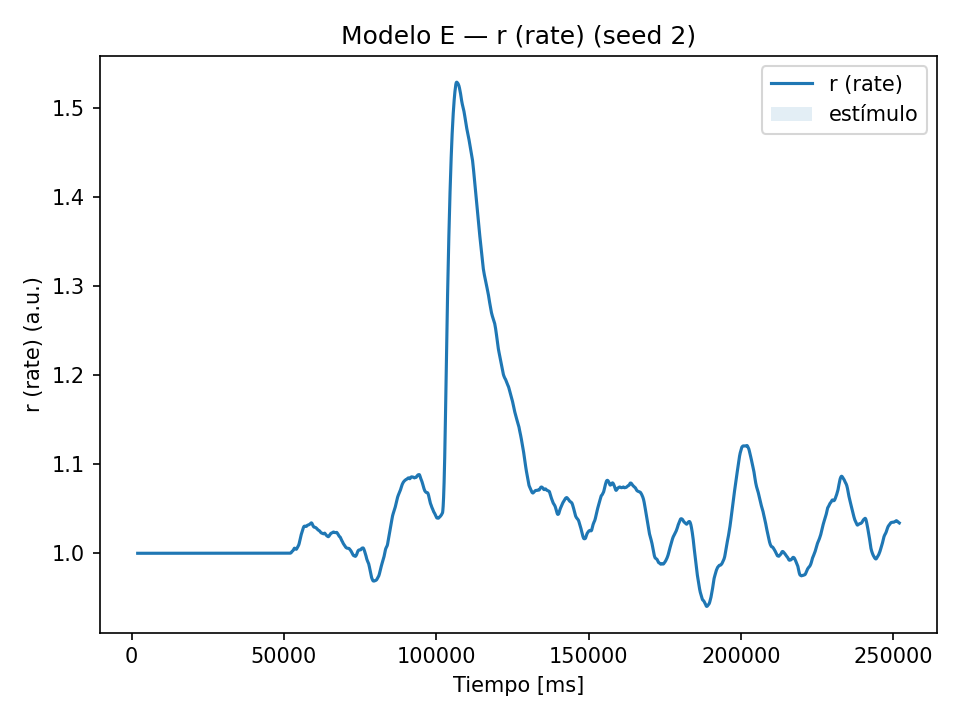 Modelo E — r (rate) (seed 2)
r (rate)
estímulo
r (rate) (a.u.)
1.5
1.4
1.3
1.2
1.1
1.0
0
50000
100000
150000
200000
250000
Tiempo [ms]